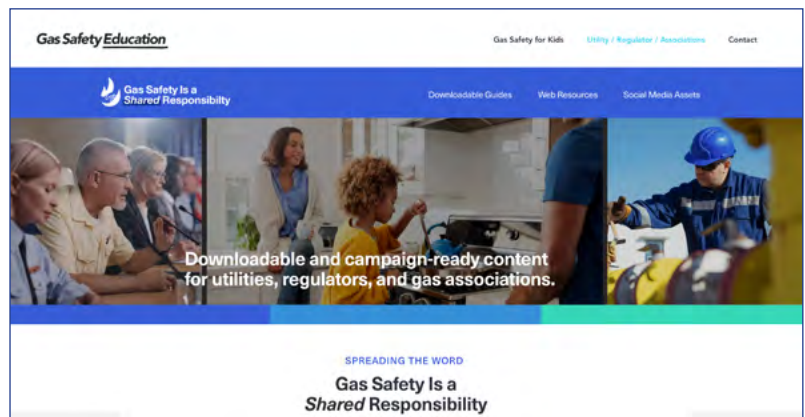 Gas Safety Education
Gas Safety for Kids Utility / Regulator / Associations Contact
Gas Safety Is a
Shared Responsibilty
Downloadable Guides Web Resources Social Media Assets
Downloadable and campaign-ready content
for utilities, regulators, and gas associations.
SPREADING THE WORD
Gas Safety Is a
Shared Responsibility